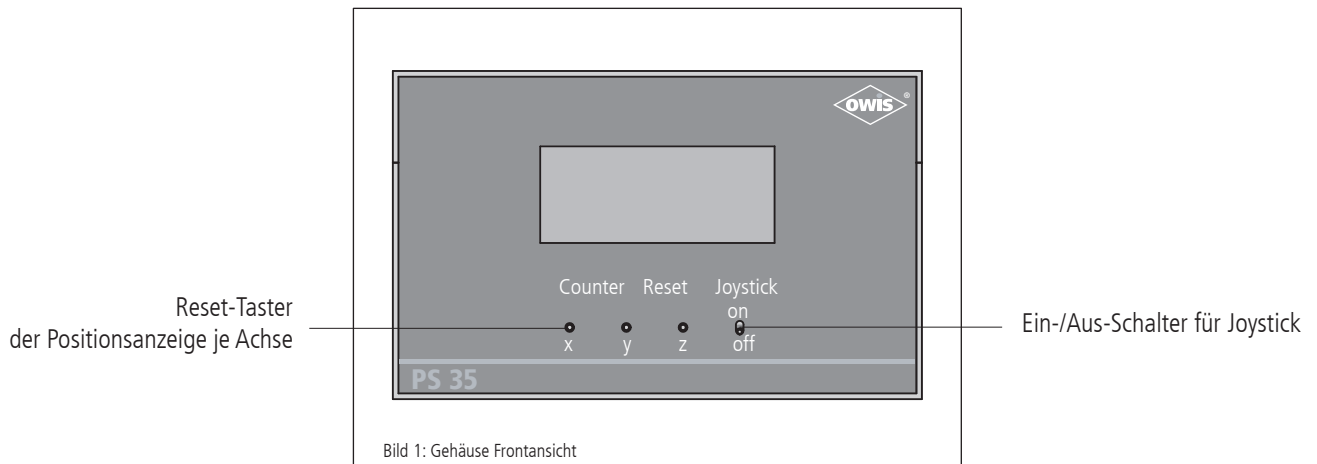 OWIS®
Counter Reset Joystick
on
x y z off
PS 35
Reset-Taster
der Positionsanzeige je Achse
Ein-/Aus-Schalter für Joystick
Bild 1: Gehäuse Frontansicht